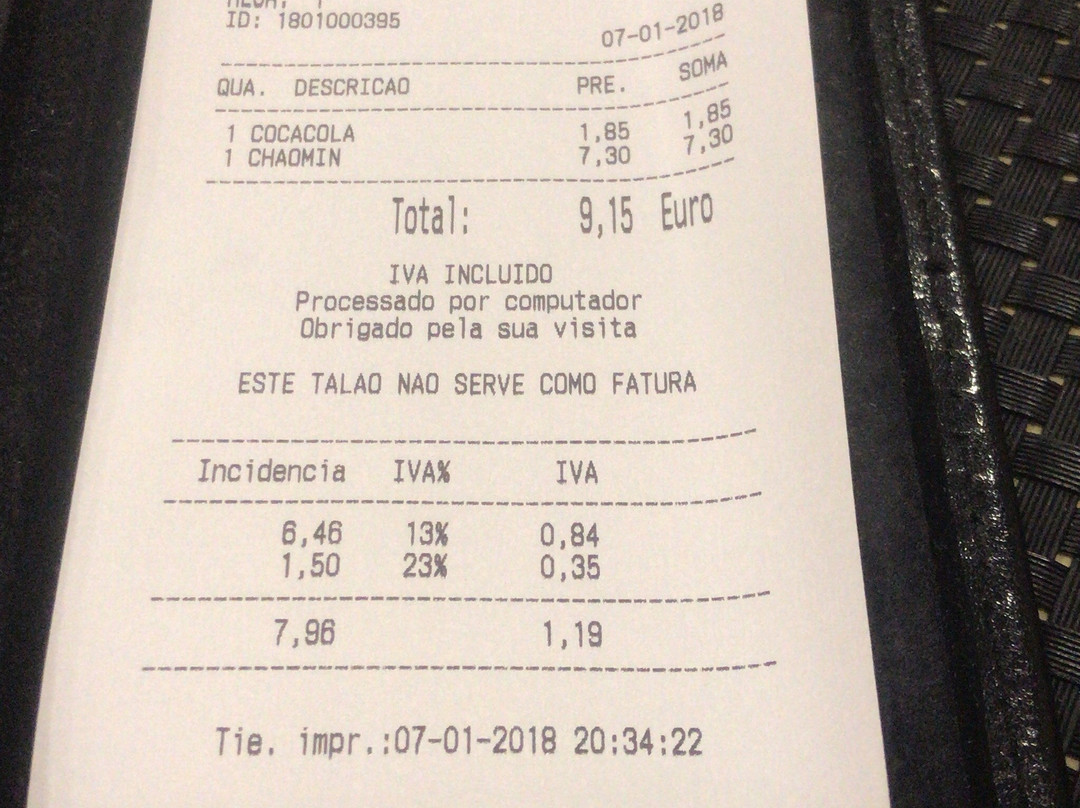 ID: 1801000395
07-01-2018
QUA. DESCRICAO PRE. SOMA
1 COCACOLA 1,85 1,85
1 CHAOMIN 7,30 7,30
Total: 9,15 Euro
IVA INCLUIDO
Processado por computador
Obrigado pela sua visita
ESTE TALAO NAO SERVE COMO FATURA
Incidencia IVA% IVA
6,46 13% 0,84
1,50 23% 0,35
7,96 1,19
Tie. impr.:07-01-2018 20:34:22